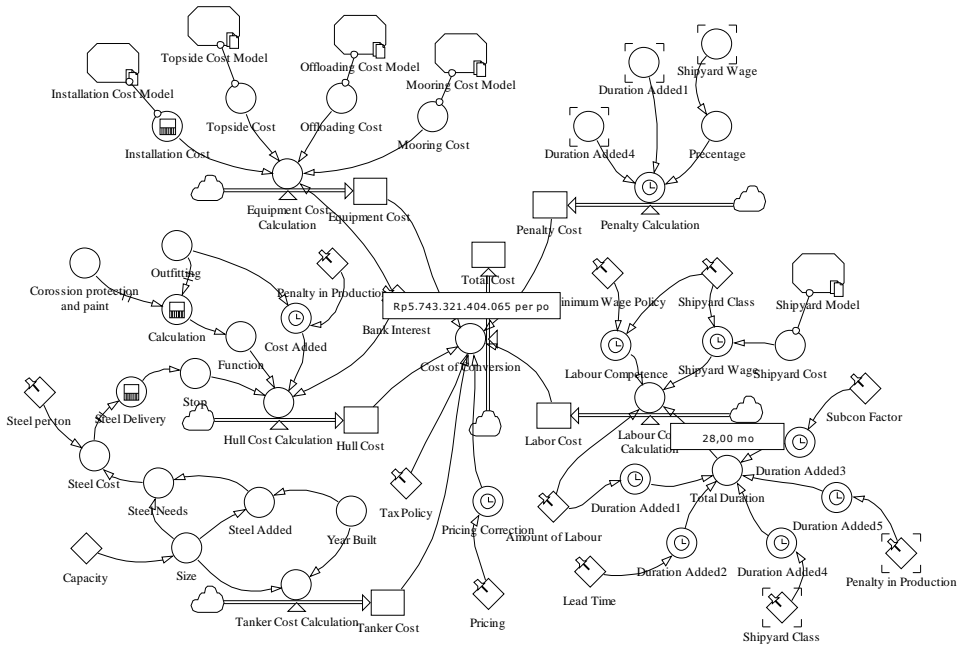 Topside Cost Model
Offloading Cost Model
Mooring Cost Model
Installation Cost Model
Shipyard Wage
Duration Added1
Topside Cost
Offloading Cost
Mooring Cost
Installation Cost
Duration Added4
Precentage
Equipment Cost
Calculation
Equipment Cost
Penalty Cost
Penalty Calculation
Outfitting
Corossion protection
and paint
Penalty in Production
Total Cost
inimum Wage Policy
Shipyard Class
Shipyard Model
Rp5.743.321.404.065 per po
Bank Interest
Calculation
Cost Added
Function
Cost of Conversion
Labour Competence
Shipyard Wage
Shipyard Cost
Steel per ton
Steel Delivery
Stop
Hull Cost Calculation
Hull Cost
Labor Cost
Labour Co
Calculation
28,00 mo
Subcon Factor
Steel Cost
Duration Added3
Total Duration
Steel Needs
Steel Added
Year Built
Tax Policy
Pricing Correction
Amount of Labour
Duration Added1
Duration Added5
Capacity
Size
Duration Added2
Duration Added4
Penalty in Production
Lead Time
Tanker Cost Calculation
Tanker Cost
Pricing
Shipyard Class